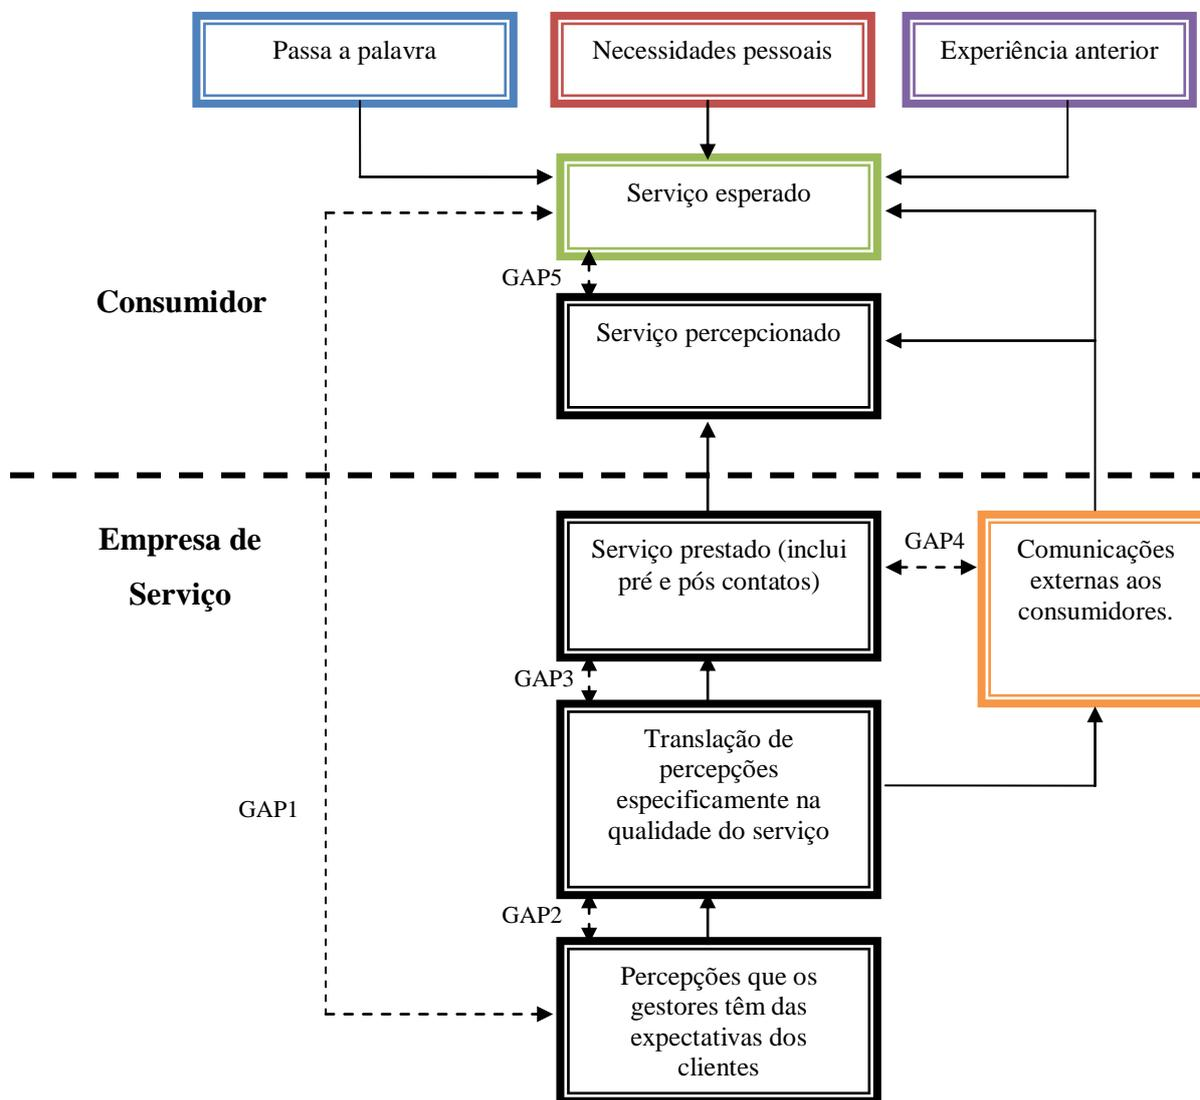 Passa a palavra
Necessidades pessoais
Experiência anterior
Serviço esperado
GAP5
Consumidor
Serviço percepcionado
Empresa de
Serviço
Serviço prestado (inclui
pré e pós contatos)
GAP4
Comunicações
externas aos
consumidores.
GAP3
Translação de
percepções
especificamente na
qualidade do serviço
GAP1
GAP2
Percepções que os
gestores têm das
expectativas dos
clientes